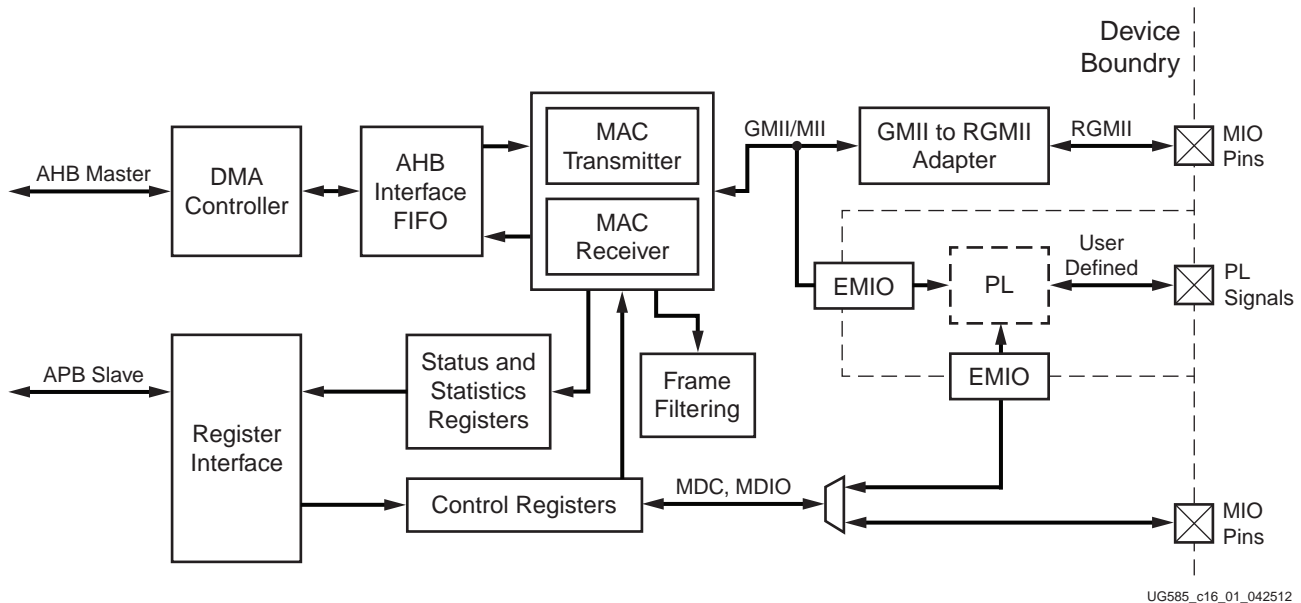 Device
Boundry
MAC
Transmitter
GMII/MII
GMII to RGMII
Adapter
RGMII
MIO
Pins
AHB Master
DMA
Controller
AHB
Interface
FIFO
MAC
Receiver
EMIO
PL
User
Defined
PL
Signals
APB Slave
Register
Interface
Status and
Statistics
Registers
Frame
Filtering
EMIO
Control Registers
MDC, MDIO
MIO
Pins
UG585_c16_01_042512